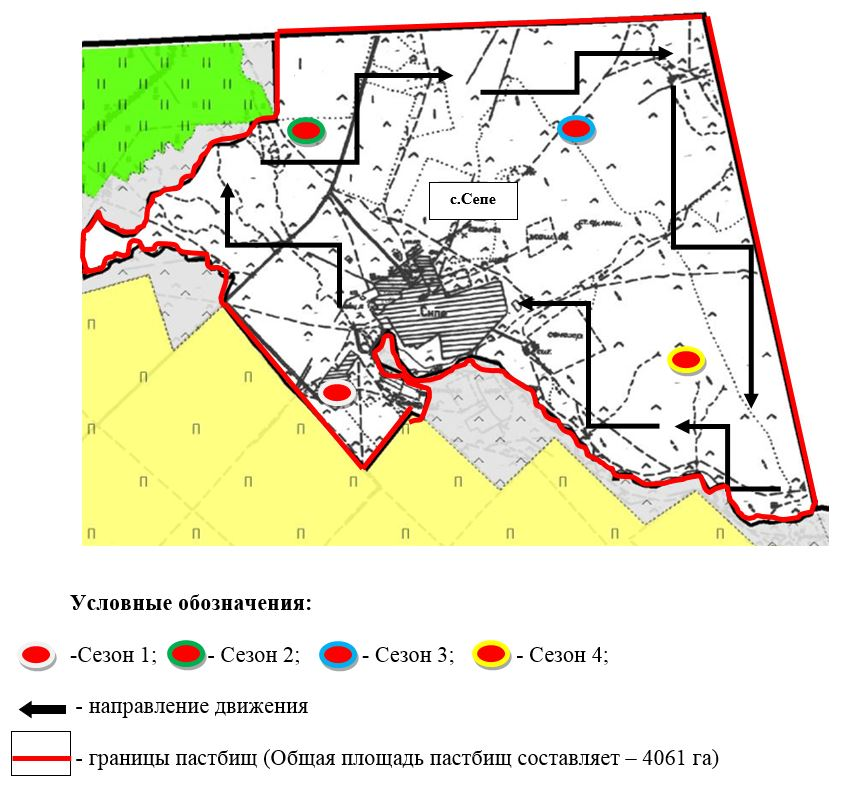 с.Сепе
Сепе
П
П П
П П П П
П П П П
П П П П П П П
Условные обозначения:
-Сезон 1; - Сезон 2; - Сезон 3; - Сезон 4;
- направление движения
- границы пастбищ (Общая площадь пастбищ составляет – 4061 га)